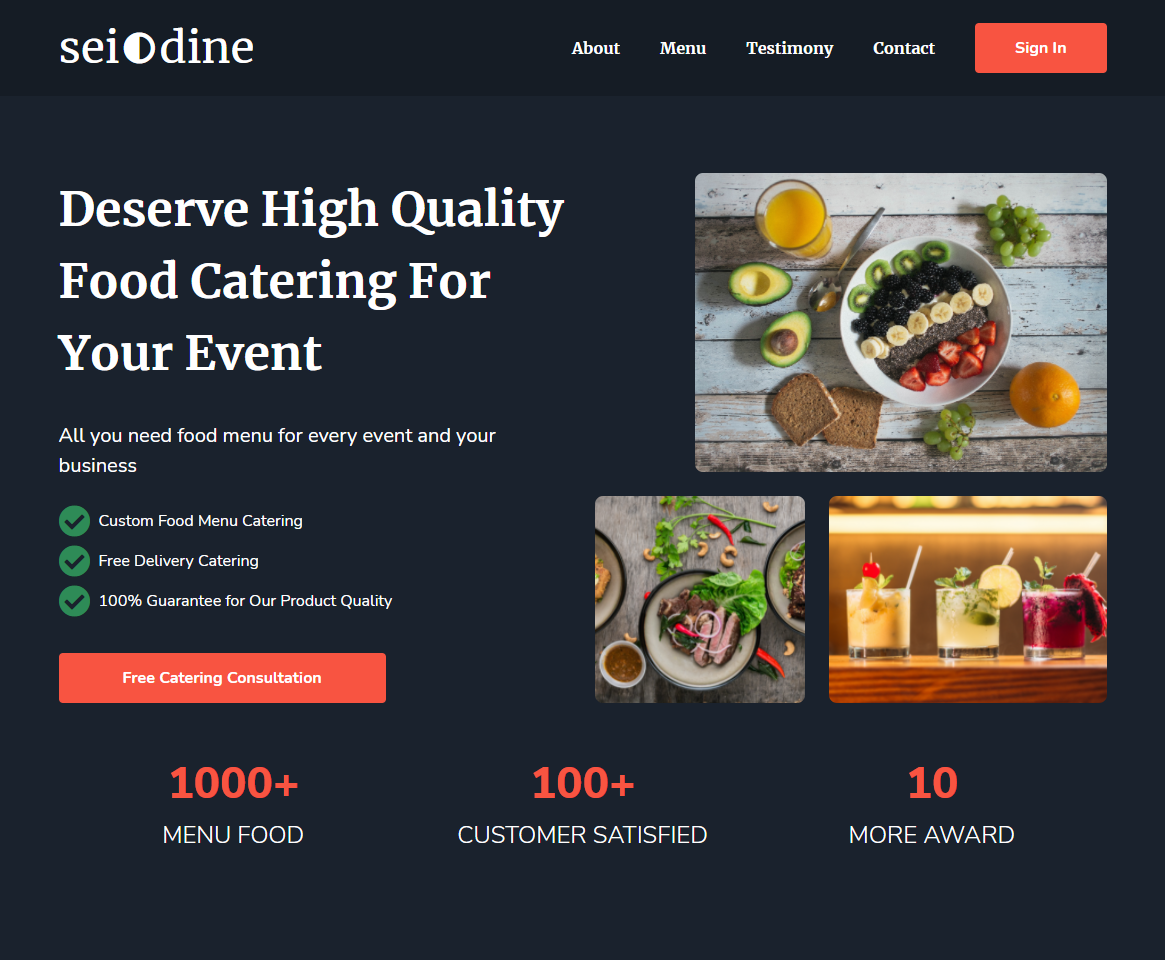 sei dine
About Menu Testimony Contact Sign In
Deserve High Quality
Food Catering For
Your Event
All you need food menu for every event and your
business
Custom Food Menu Catering
Free Delivery Catering
100% Guarantee for Our Product Quality
Free Catering Consultation
1000+ 100+ 10
MENU FOOD CUSTOMER SATISFIED MORE AWARD